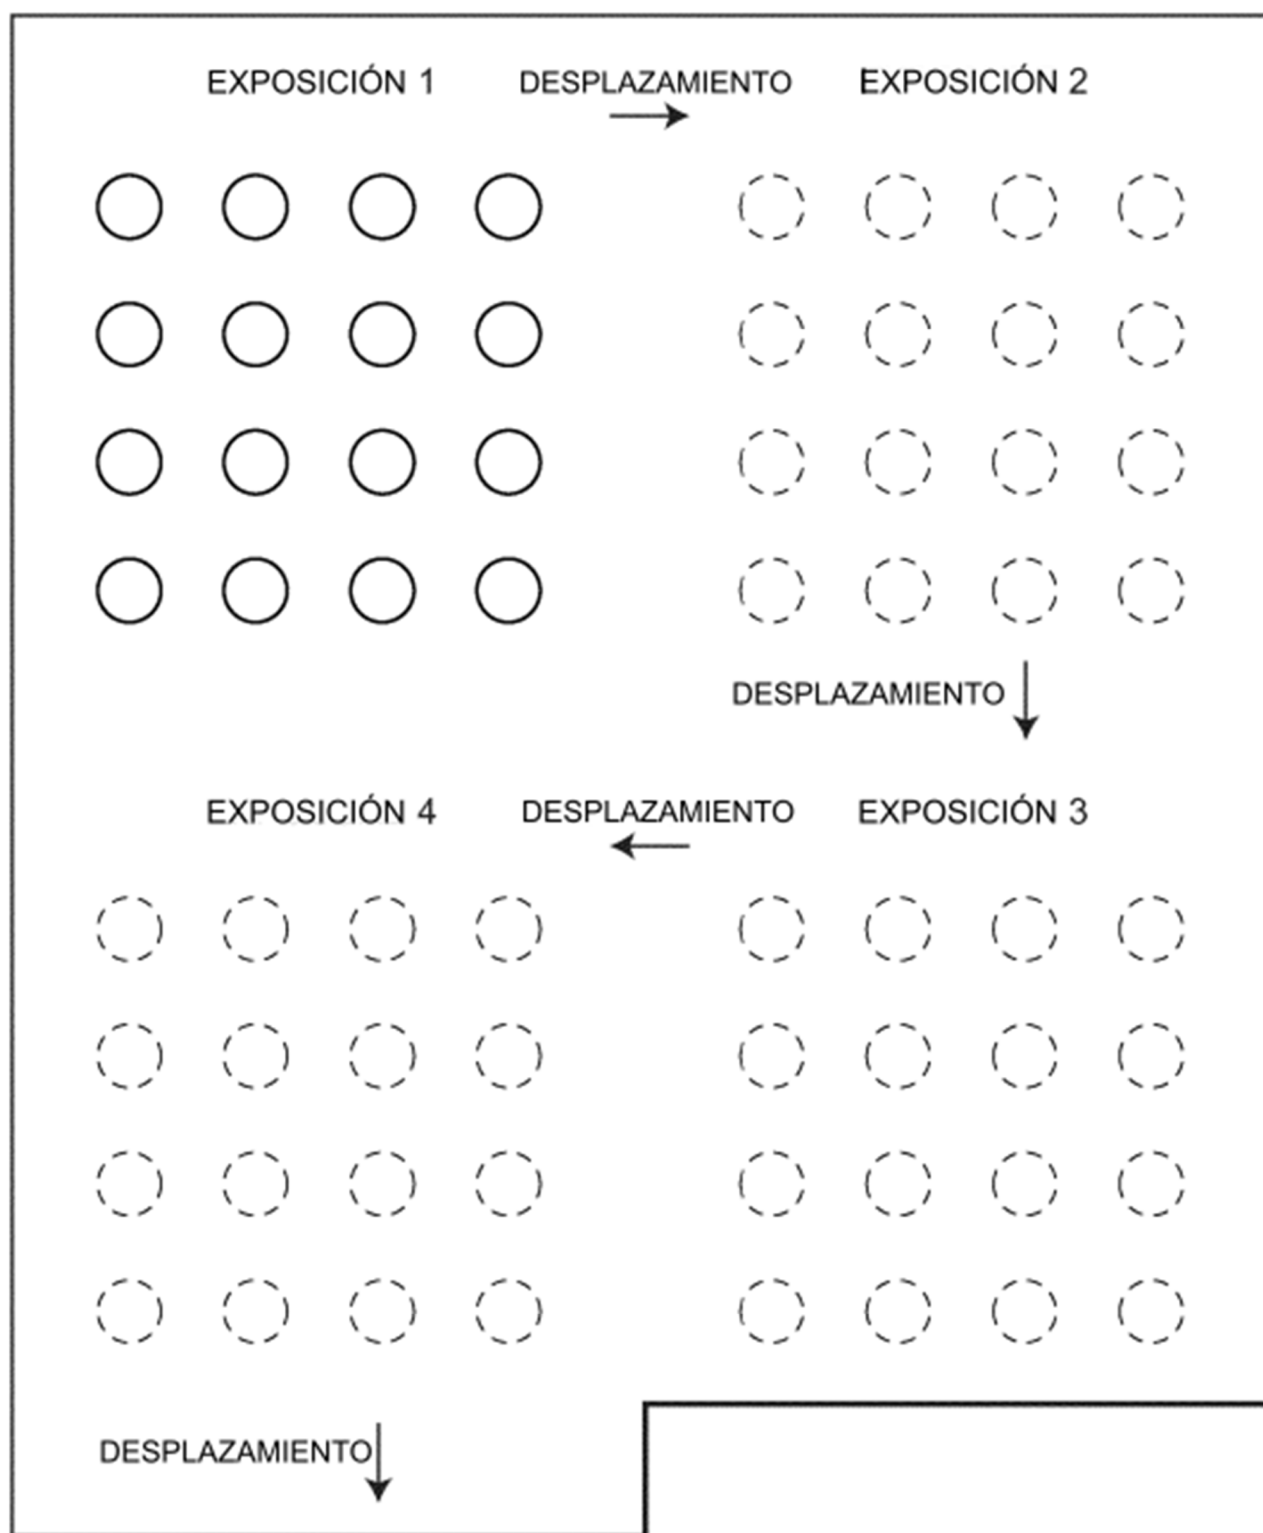 EXPOSICIÓN 1 DESPLAZAMIENTO EXPOSICIÓN 2
DESPLAZAMIENTO
EXPOSICIÓN 4 DESPLAZAMIENTO EXPOSICIÓN 3
DESPLAZAMIENTO